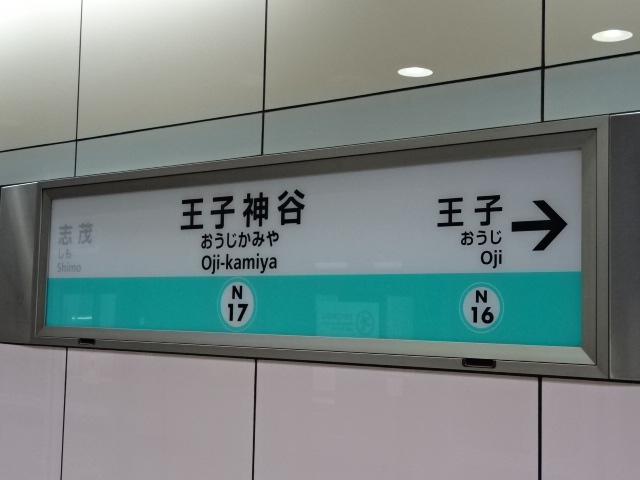 志茂
しも
Shimo
王子神谷
おうじかみや
Oji-kamiya
N
17
王子
おうじ
Oji
N
16